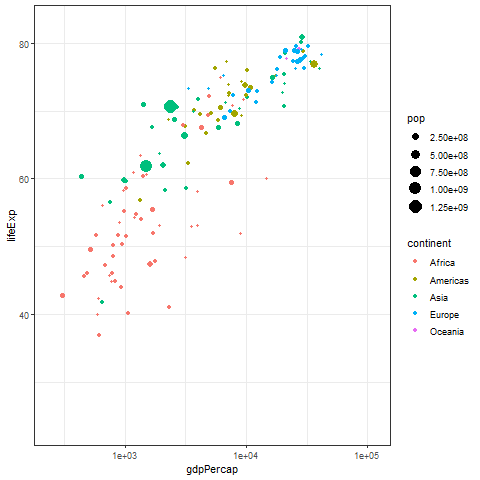 80
60
40
lifeExp
1e+03
1e+04
1e+05
gdpPercap
pop
2.50e+08
5.00e+08
7.50e+08
1.00e+09
1.25e+09
continent
Africa
Americas
Asia
Europe
Oceania